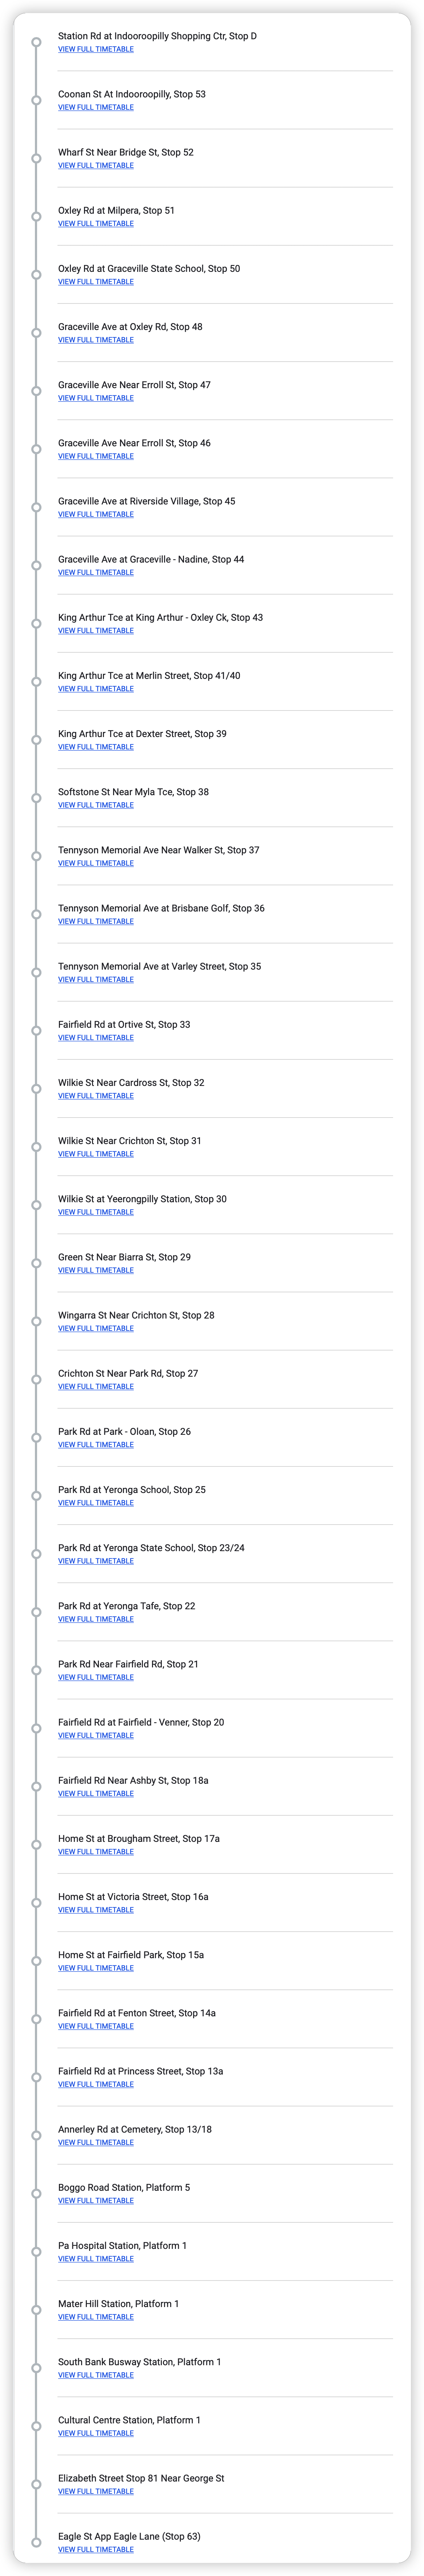 Station Rd at Indooroopilly Shopping Ctr, Stop D
VIEW FULL TIMETABLE
Coonan St At Indooroopilly, Stop 53
VIEW FULL TIMETABLE
Wharf St Near Bridge St, Stop 52
VIEW FULL TIMETABLE
Oxley Rd at Milpera, Stop 51
VIEW FULL TIMETABLE
Oxley Rd at Graceville State School, Stop 50
VIEW FULL TIMETABLE
Graceville Ave at Oxley Rd, Stop 48
VIEW FULL TIMETABLE
Graceville Ave Near Erroll St, Stop 47
VIEW FULL TIMETABLE
Graceville Ave Near Erroll St, Stop 46
VIEW FULL TIMETABLE
Graceville Ave at Riverside Village, Stop 45
VIEW FULL TIMETABLE
Graceville Ave at Graceville - Nadine, Stop 44
VIEW FULL TIMETABLE
King Arthur Tce at King Arthur - Oxley Ck, Stop 43
VIEW FULL TIMETABLE
King Arthur Tce at Merlin Street, Stop 41/40
VIEW FULL TIMETABLE
King Arthur Tce at Dexter Street, Stop 39
VIEW FULL TIMETABLE
Softstone St Near Myla Tce, Stop 38
VIEW FULL TIMETABLE
Tennyson Memorial Ave Near Walker St, Stop 37
VIEW FULL TIMETABLE
Tennyson Memorial Ave at Brisbane Golf, Stop 36
VIEW FULL TIMETABLE
Tennyson Memorial Ave at Varley Street, Stop 35
VIEW FULL TIMETABLE
Fairfield Rd at Ortive St, Stop 33
VIEW FULL TIMETABLE
Wilkie St Near Cardross St, Stop 32
VIEW FULL TIMETABLE
Wilkie St Near Crichton St, Stop 31
VIEW FULL TIMETABLE
Wilkie St at Yeerongpilly Station, Stop 30
VIEW FULL TIMETABLE
Green St Near Biarra St, Stop 29
VIEW FULL TIMETABLE
Wingarra St Near Crichton St, Stop 28
VIEW FULL TIMETABLE
Crichton St Near Park Rd, Stop 27
VIEW FULL TIMETABLE
Park Rd at Park - Oloan, Stop 26
VIEW FULL TIMETABLE
Park Rd at Yeronga School, Stop 25
VIEW FULL TIMETABLE
Park Rd at Yeronga State School, Stop 23/24
VIEW FULL TIMETABLE
Park Rd at Yeronga Tafe, Stop 22
VIEW FULL TIMETABLE
Park Rd Near Fairfield Rd, Stop 21
VIEW FULL TIMETABLE
Fairfield Rd at Fairfield - Venner, Stop 20
VIEW FULL TIMETABLE
Fairfield Rd Near Ashby St, Stop 18a
VIEW FULL TIMETABLE
Home St at Brougham Street, Stop 17a
VIEW FULL TIMETABLE
Home St at Victoria Street, Stop 16a
VIEW FULL TIMETABLE
Home St at Fairfield Park, Stop 15a
VIEW FULL TIMETABLE
Fairfield Rd at Fenton Street, Stop 14a
VIEW FULL TIMETABLE
Fairfield Rd at Princess Street, Stop 13a
VIEW FULL TIMETABLE
Annerley Rd at Cemetery, Stop 13/18
VIEW FULL TIMETABLE
Boggo Road Station, Platform 5
VIEW FULL TIMETABLE
Pa Hospital Station, Platform 1
VIEW FULL TIMETABLE
Mater Hill Station, Platform 1
VIEW FULL TIMETABLE
South Bank Busway Station, Platform 1
VIEW FULL TIMETABLE
Cultural Centre Station, Platform 1
VIEW FULL TIMETABLE
Elizabeth Street Stop 81 Near George St
VIEW FULL TIMETABLE
Eagle St App Eagle Lane (Stop 63)
VIEW FULL TIMETABLE